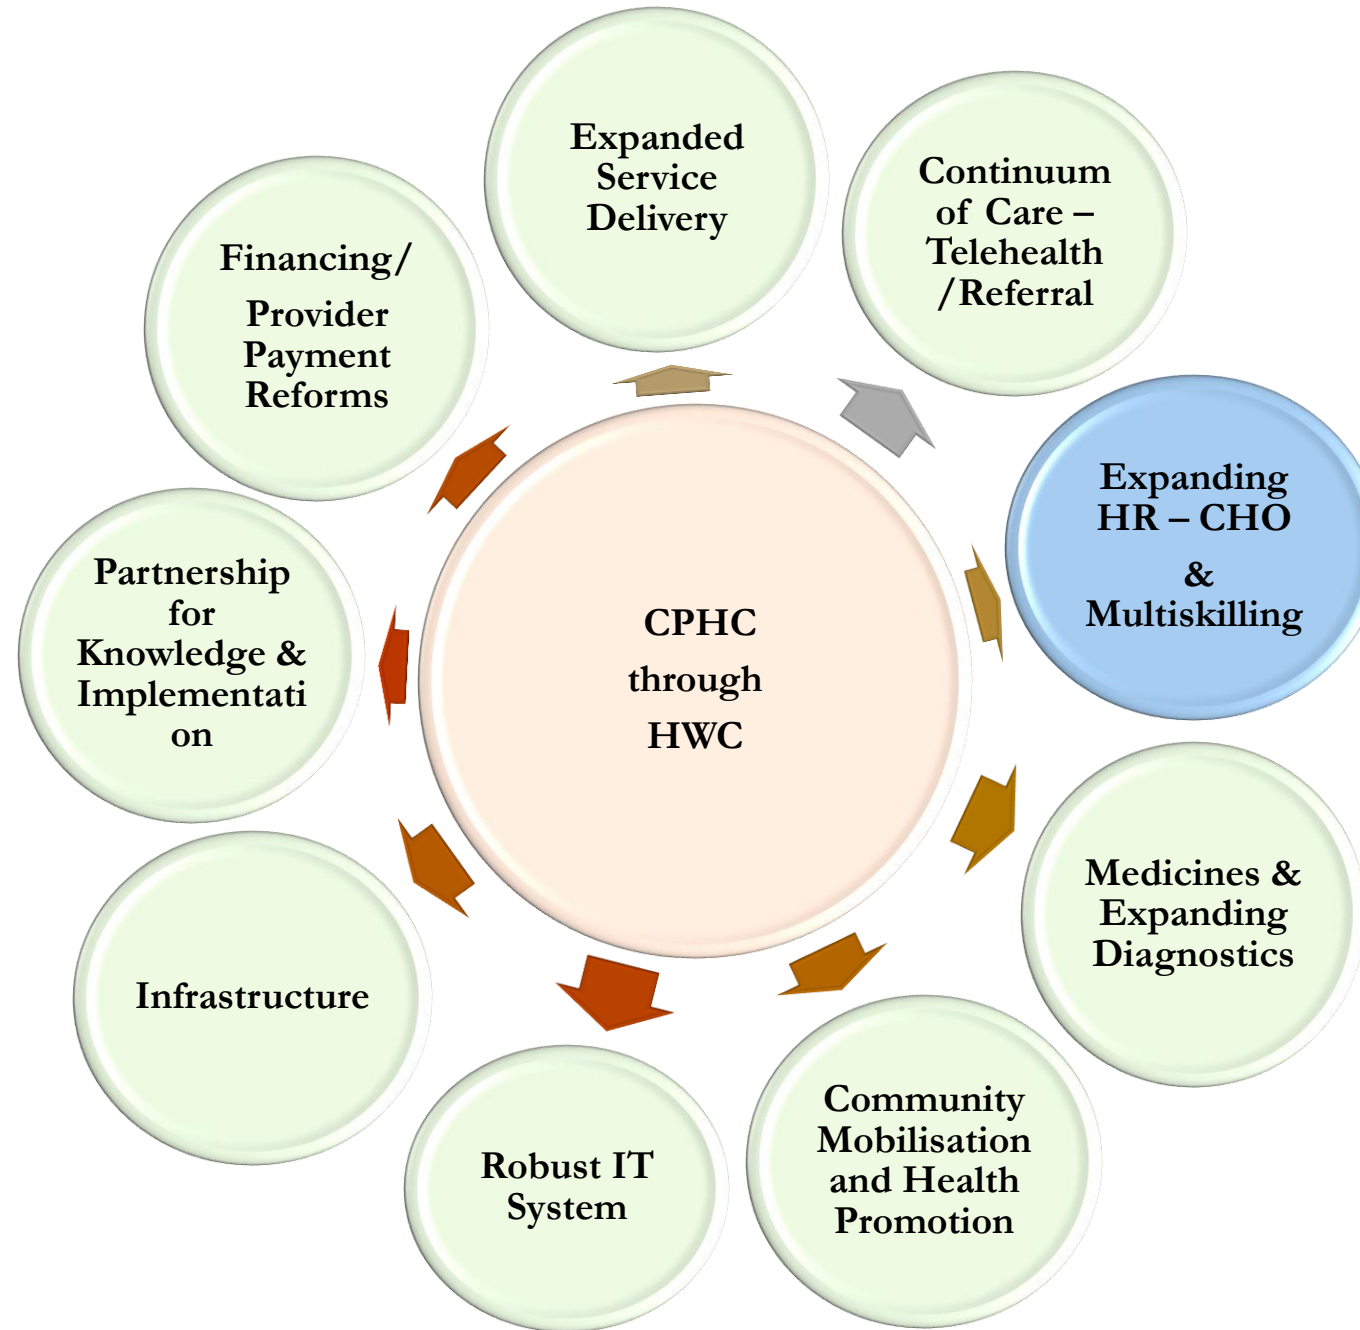 Expanded
Service
Delivery
Continuum
of Care –
Telehealth
/Referral
Expanding
HR – CHO
&
Multiskilling
Medicines &
Expanding
Diagnostics
Community
Mobilisation
and Health
Promotion
Robust IT
System
Infrastructure
Partnership
for
Knowledge &
Implementati
on
Financing/
Provider
Payment
Reforms
CPHC
through
HWC